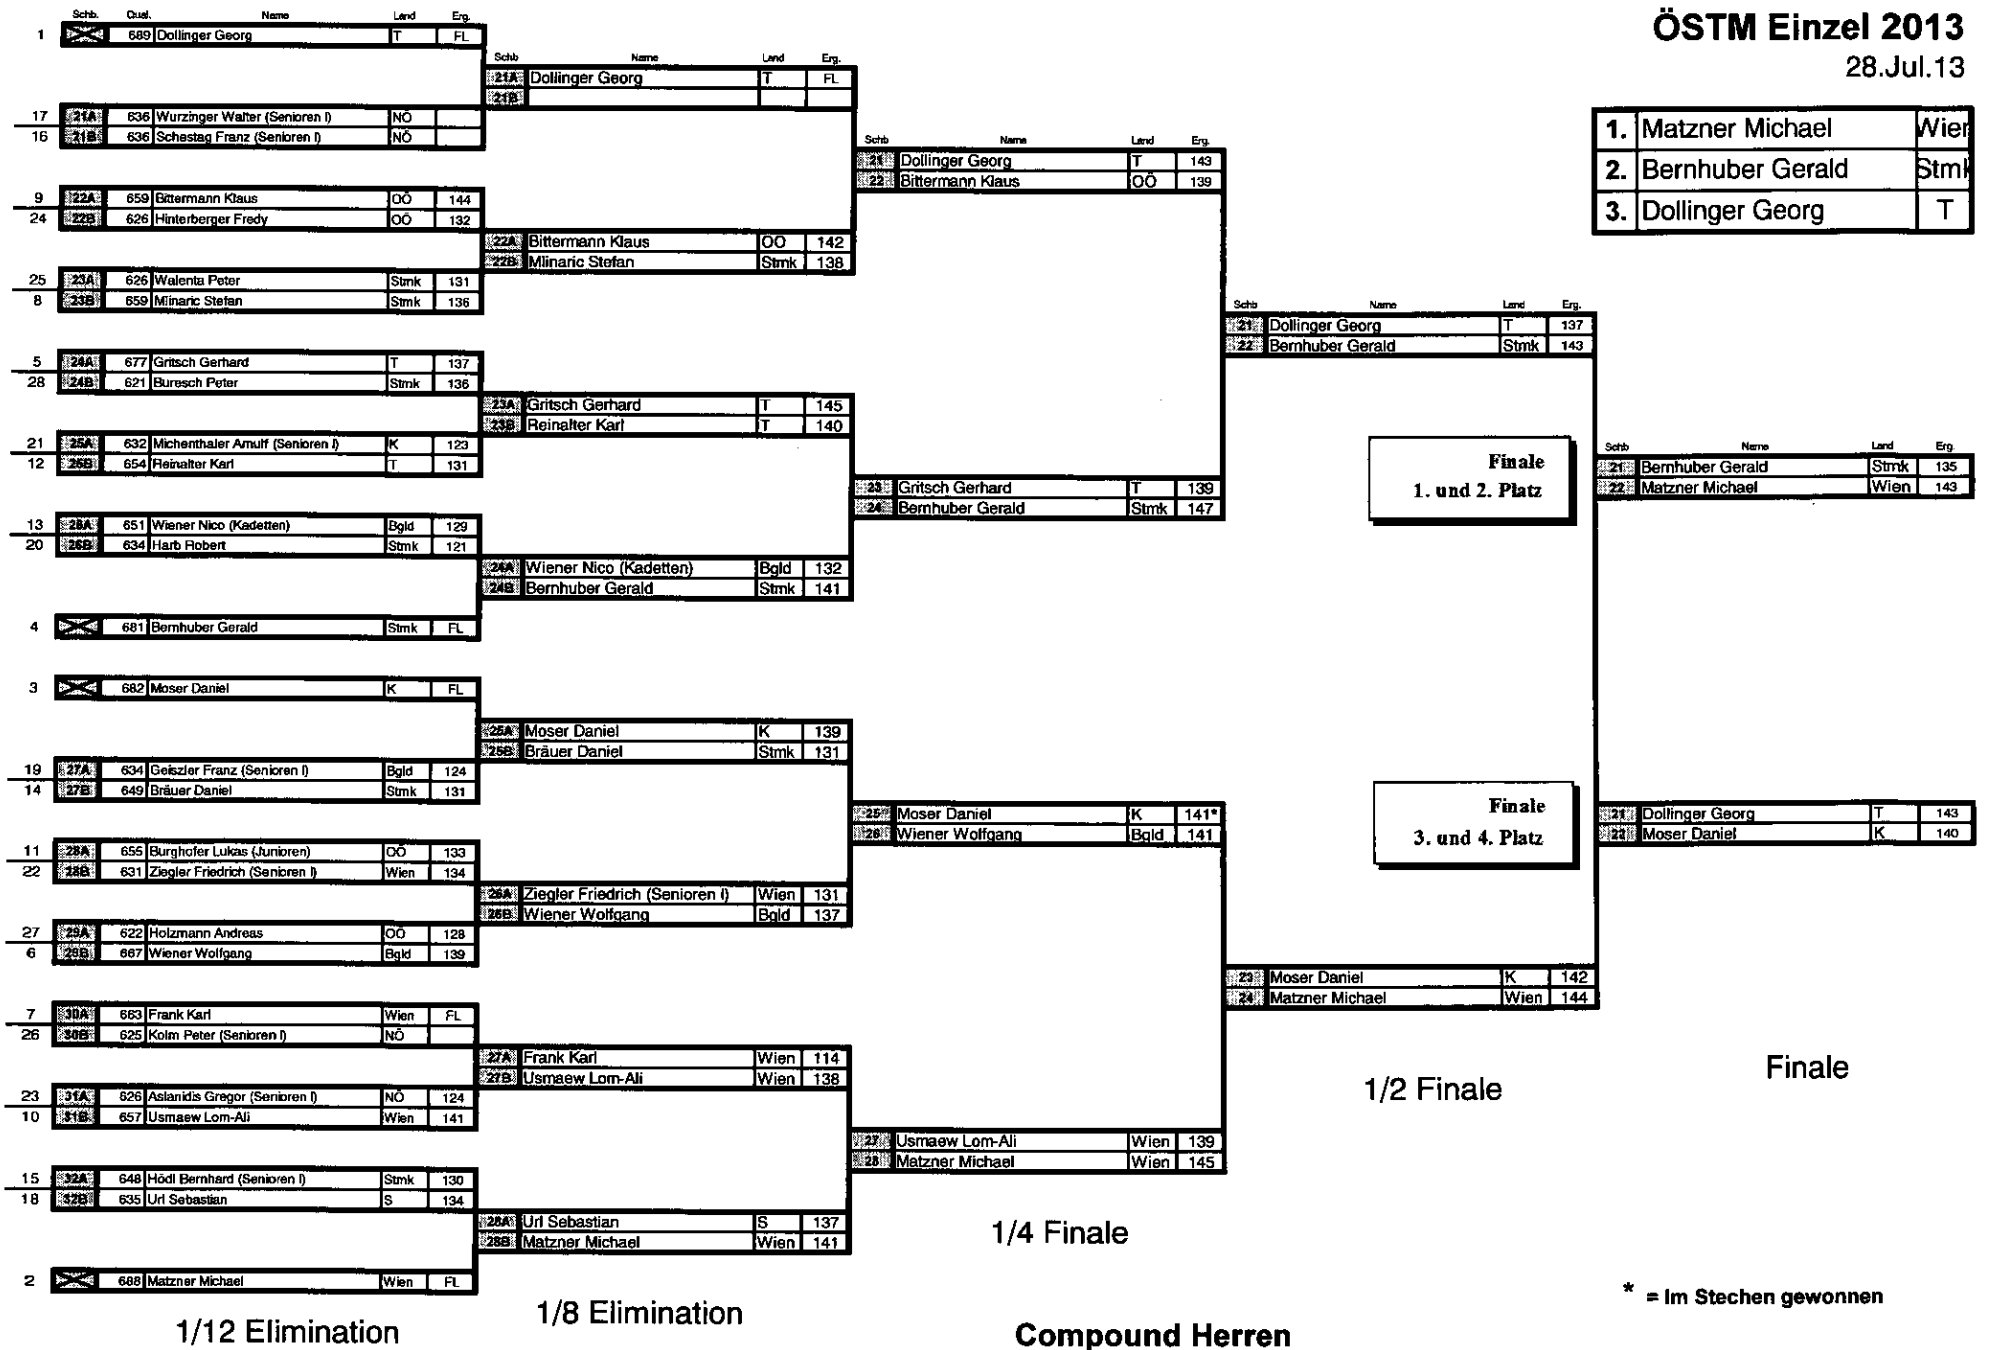 ÖSTM Einzel 2013
28.Jul.13
1. Matzner Michael Wien
2. Bernhuber Gerald Stmk
3. Dollinger Georg T
Schb. Qual. Name Land Erg.
1 689 Dollinger Georg T FL
17 21A 636 Wurzinger Walter (Senioren I) NÖ
16 21B 636 Schestag Franz (Senioren I) NÖ
9 22A 659 Bittermann Klaus OÖ 144
24 22B 626 Hinterberger Fredy OÖ 132
25 23A 626 Walenta Peter Stmk 131
8 23B 659 Mlinaric Stefan Stmk 136
5 24A 677 Gritsch Gerhard T 137
28 24B 621 Buresch Peter Stmk 136
21 25A 632 Michenthaler Arnulf (Senioren I) K 123
12 25B 654 Reinalter Karl T 131
13 26A 651 Wiener Nico (Kadetten) Bgld 129
20 26B 634 Harb Robert Stmk 121
4 681 Bernhuber Gerald Stmk FL
3 682 Moser Daniel K FL
19 27A 634 Geiszler Franz (Senioren I) Bgld 124
14 27B 649 Bräuer Daniel Stmk 131
11 28A 655 Burghofer Lukas (Junioren) OÖ 133
22 28B 631 Ziegler Friedrich (Senioren I) Wien 134
27 29A 622 Holzmann Andreas OÖ 128
6 29B 667 Wiener Wolfgang Bgld 139
7 30A 663 Frank Karl Wien FL
26 30B 625 Kolm Peter (Senioren I) NÖ
23 31A 626 Aslanidis Gregor (Senioren I) NÖ 124
10 31B 657 Usmaew Lom-Ali Wien 141
15 32A 648 Hödl Bernhard (Senioren I) Stmk 130
18 32B 635 Url Sebastian S 134
2 688 Matzner Michael Wien FL
1/12 Elimination
Schb Name Land Erg.
21A Dollinger Georg T FL
21B
22A Bittermann Klaus OÖ 142
22B Mlinaric Stefan Stmk 138
23A Gritsch Gerhard T 145
23B Reinalter Karl T 140
24A Wiener Nico (Kadetten) Bgld 132
24B Bernhuber Gerald Stmk 141
25A Moser Daniel K 139
25B Bräuer Daniel Stmk 131
26A Ziegler Friedrich (Senioren I) Wien 131
26B Wiener Wolfgang Bgld 137
27A Frank Karl Wien 114
27B Usmaew Lom-Ali Wien 138
28A Url Sebastian S 137
28B Matzner Michael Wien 141
1/8 Elimination
Schb Name Land Erg.
21 Dollinger Georg T 143
22 Bittermann Klaus OÖ 139
23 Gritsch Gerhard T 139
24 Bernhuber Gerald Stmk 147
25 Moser Daniel K 141*
26 Wiener Wolfgang Bgld 141
27 Usmaew Lom-Ali Wien 139
28 Matzner Michael Wien 145
1/4 Finale
Schb Name Land Erg.
21 Dollinger Georg T 137
22 Bernhuber Gerald Stmk 143
23 Moser Daniel K 142
24 Matzner Michael Wien 144
1/2 Finale
Finale
1. und 2. Platz
Schb Name Land Erg.
21 Bernhuber Gerald Stmk 135
22 Matzner Michael Wien 143
Finale
3. und 4. Platz
21 Dollinger Georg T 143
22 Moser Daniel K 140
Finale
* = Im Stechen gewonnen
Compound Herren